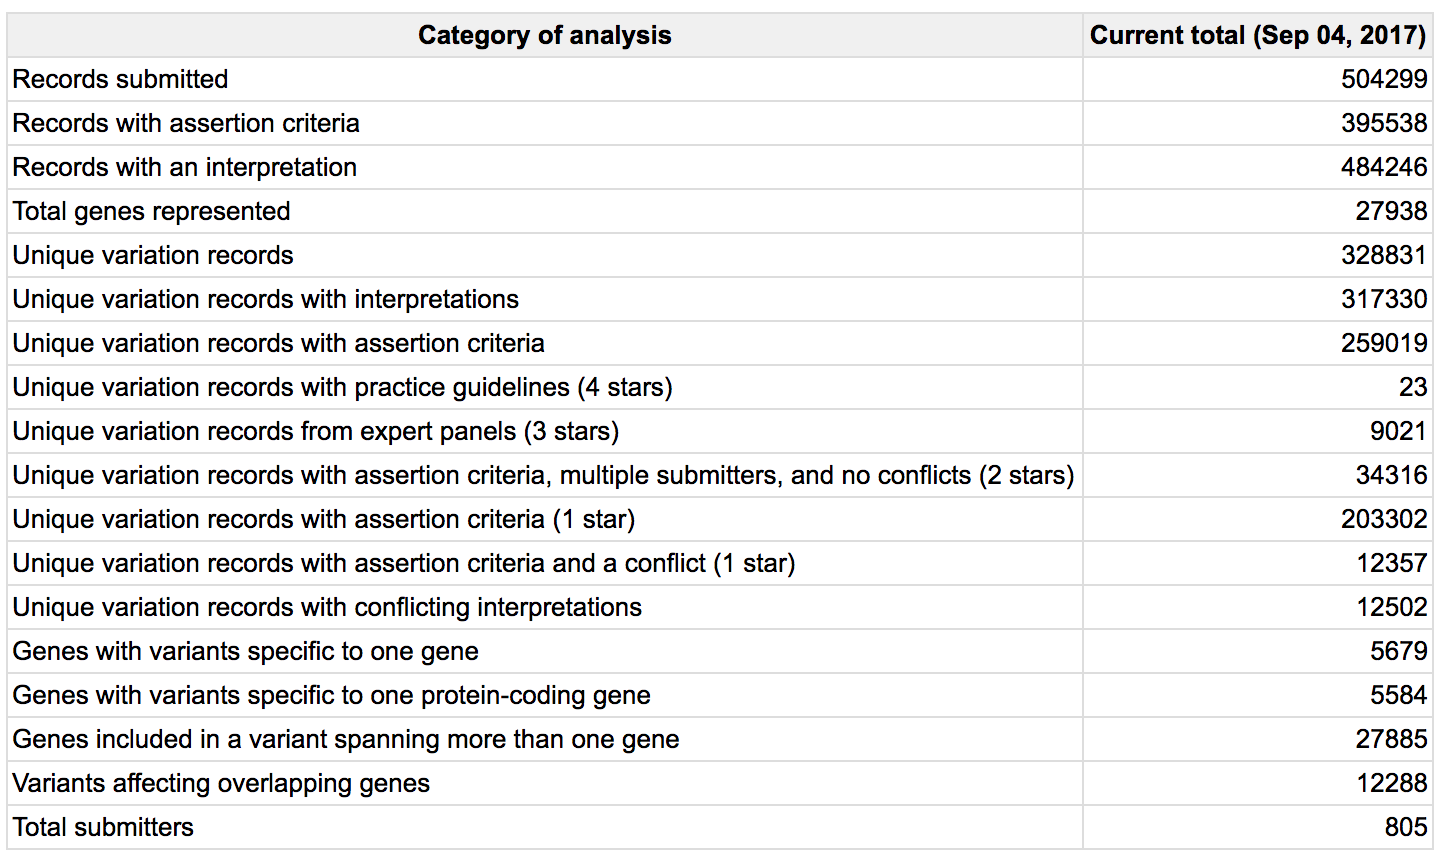 Category of analysis Current total (Sep 04, 2017)
Records submitted 504299
Records with assertion criteria 395538
Records with an interpretation 484246
Total genes represented 27938
Unique variation records 328831
Unique variation records with interpretations 317330
Unique variation records with assertion criteria 259019
Unique variation records with practice guidelines (4 stars) 23
Unique variation records from expert panels (3 stars) 9021
Unique variation records with assertion criteria, multiple submitters, and no conflicts (2 stars) 34316
Unique variation records with assertion criteria (1 star) 203302
Unique variation records with assertion criteria and a conflict (1 star) 12357
Unique variation records with conflicting interpretations 12502
Genes with variants specific to one gene 5679
Genes with variants specific to one protein-coding gene 5584
Genes included in a variant spanning more than one gene 27885
Variants affecting overlapping genes 12288
Total submitters 805